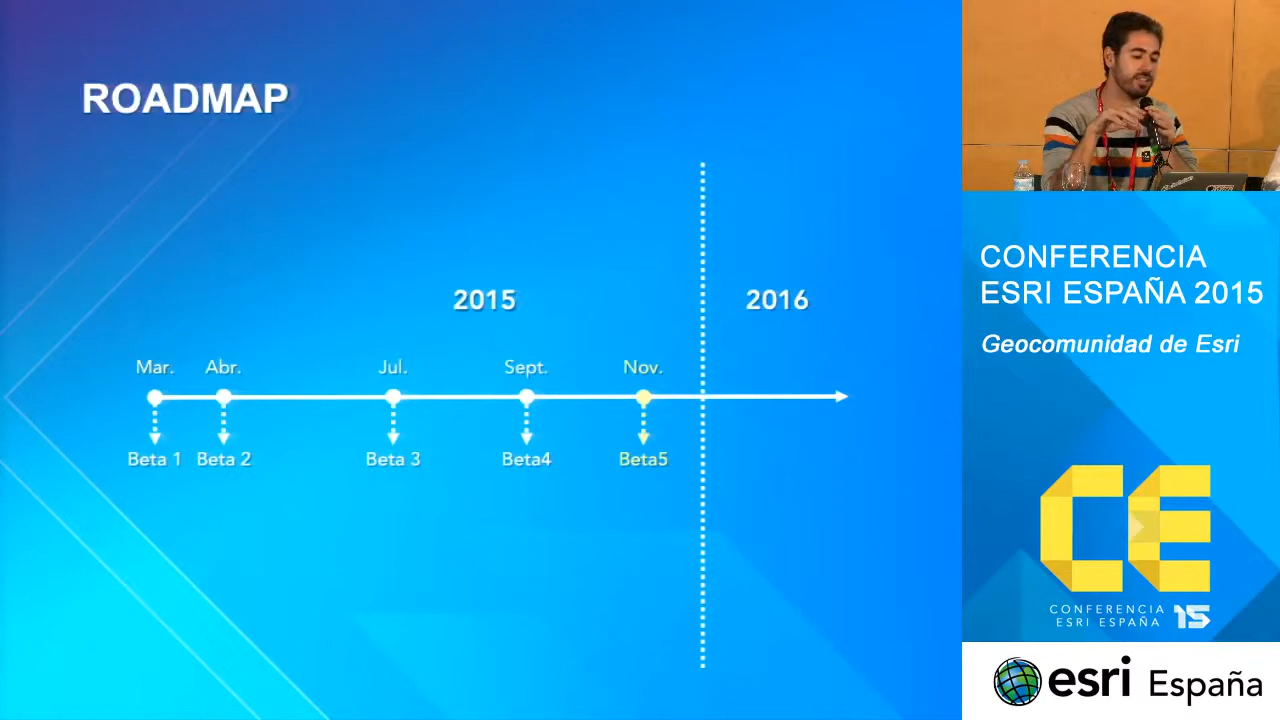 ROADMAP
2015
2016
Mar.
Abr.
Jul.
Sept.
Nov.
Beta 1
Beta 2
Beta 3
Beta4
Beta5
CONFERENCIA
ESRI ESPAÑA 2015
Geocomunidad de Esri
CE
CONFERENCIA
ESRI ESPAÑA 15
esri España